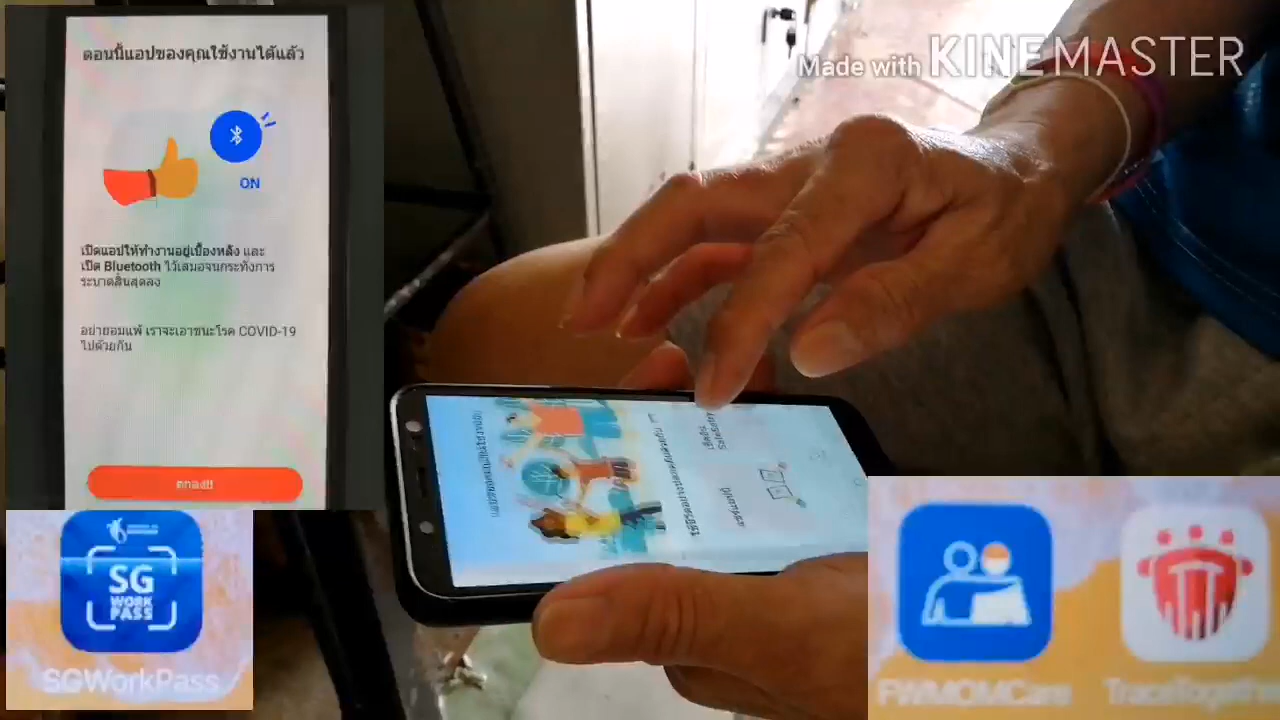 ตอนนี้แอปของคุณใช้งานได้แล้ว
ON
เปิดแอปให้ทำงานอยู่เบื้องหลัง และ
เปิด Bluetooth ไว้เสมอจนกระทั่งการ
ระบาดสิ้นสุดลง
อย่ายอมแพ้ เราจะเอาชนะโรค COVID-19
ไปด้วยกัน
ตกลง!!
Made with KINEMASTER
SG
WORK
PASS
SGWorkPass
SafeEntry
FWMOMCare
TraceTogether